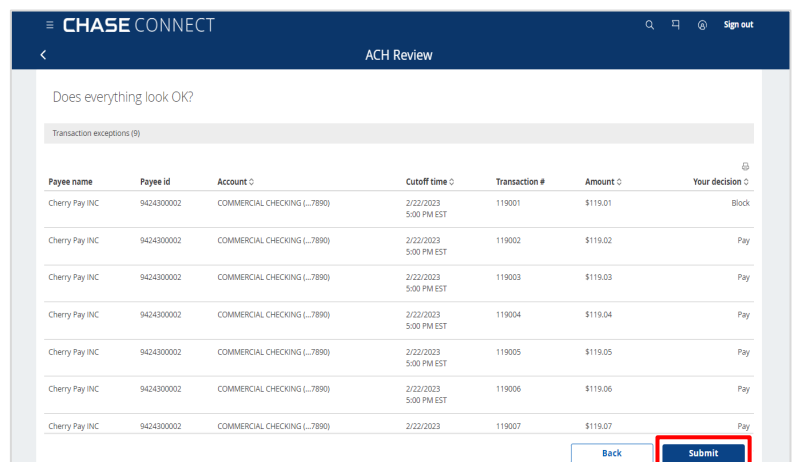 CHASE CONNECT Sign out
ACH Review
Does everything look OK?
Transaction exceptions (9)
Payee name Payee id Account Cutoff time Transaction # Amount Your decision
Cherry Pay INC 9424300002 COMMERCIAL CHECKING (...7890) 2/22/2023 119001 $119.01 Block
5:00 PM EST
Cherry Pay INC 9424300002 COMMERCIAL CHECKING (...7890) 2/22/2023 119002 $119.02 Pay
5:00 PM EST
Cherry Pay INC 9424300002 COMMERCIAL CHECKING (...7890) 2/22/2023 119003 $119.03 Pay
5:00 PM EST
Cherry Pay INC 9424300002 COMMERCIAL CHECKING (...7890) 2/22/2023 119004 $119.04 Pay
5:00 PM EST
Cherry Pay INC 9424300002 COMMERCIAL CHECKING (...7890) 2/22/2023 119005 $119.05 Pay
5:00 PM EST
Cherry Pay INC 9424300002 COMMERCIAL CHECKING (...7890) 2/22/2023 119006 $119.06 Pay
5:00 PM EST
Cherry Pay INC 9424300002 COMMERCIAL CHECKING (...7890) 2/22/2023 119007 $119.07 Pay
Back Submit